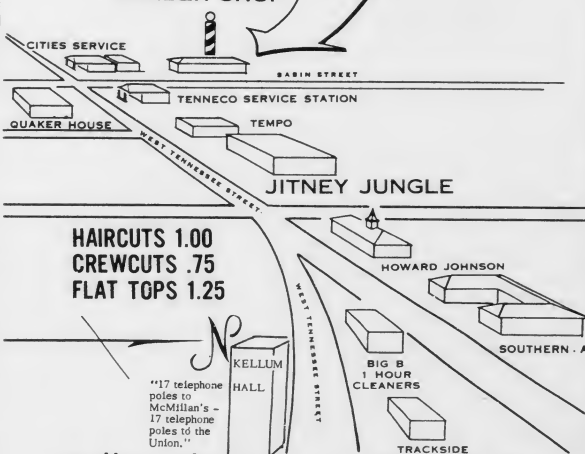 CITIES SERVICE
BABIN STREET
TENNECO SERVICE STATION
QUAKER HOUSE
TEMPO
WEST TENNESSEE STREET
JITNEY JUNGLE
HAIRCUTS 1.00
CREWCUTS .75
FLAT TOPS 1.25
HOWARD JOHNSON
SOUTHERN
WEST TENNESSEE STREET
N
KELLUM
HALL
BIG B
1 HOUR
CLEANERS
"17 telephone
poles to
McMillan's -
17 telephone
poles to the
Union."
TRACKSIDE